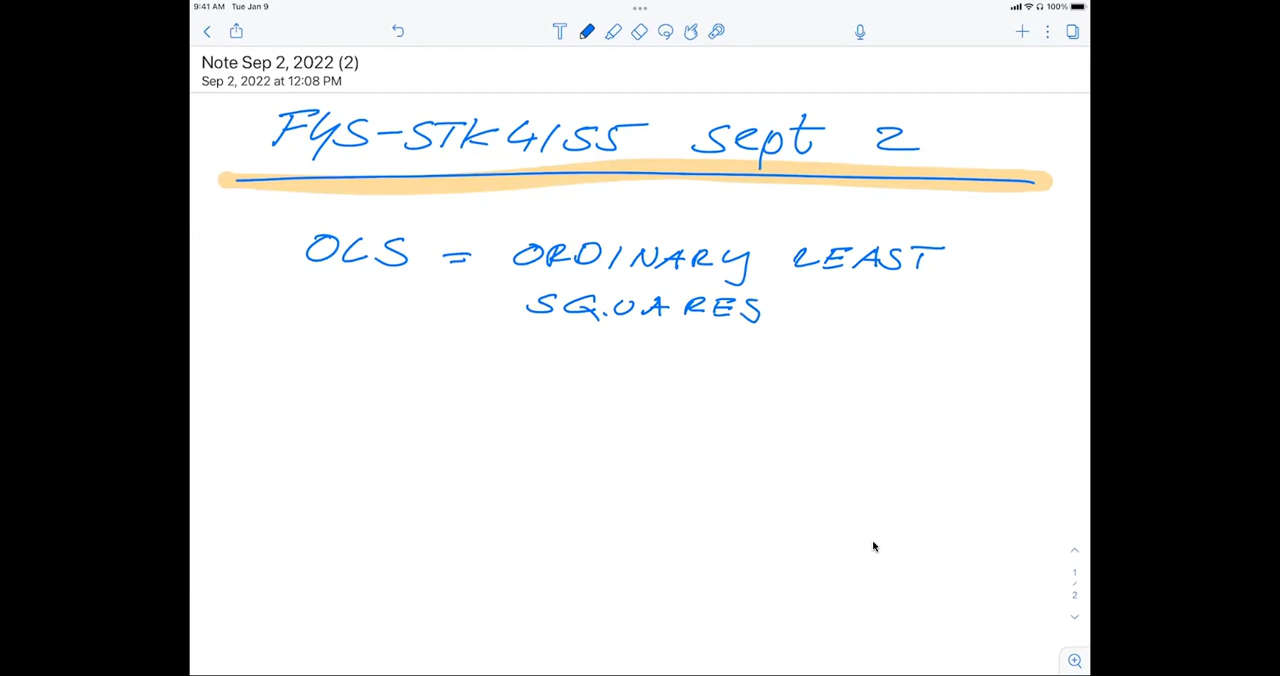 9:41 AM Tue Jan 9
100%
Note Sep 2, 2022 (2)
Sep 2, 2022 at 12:08 PM
FYS-STK4155 Sept 2
OLS = ORDINARY LEAST
SQUARES
1
/
2